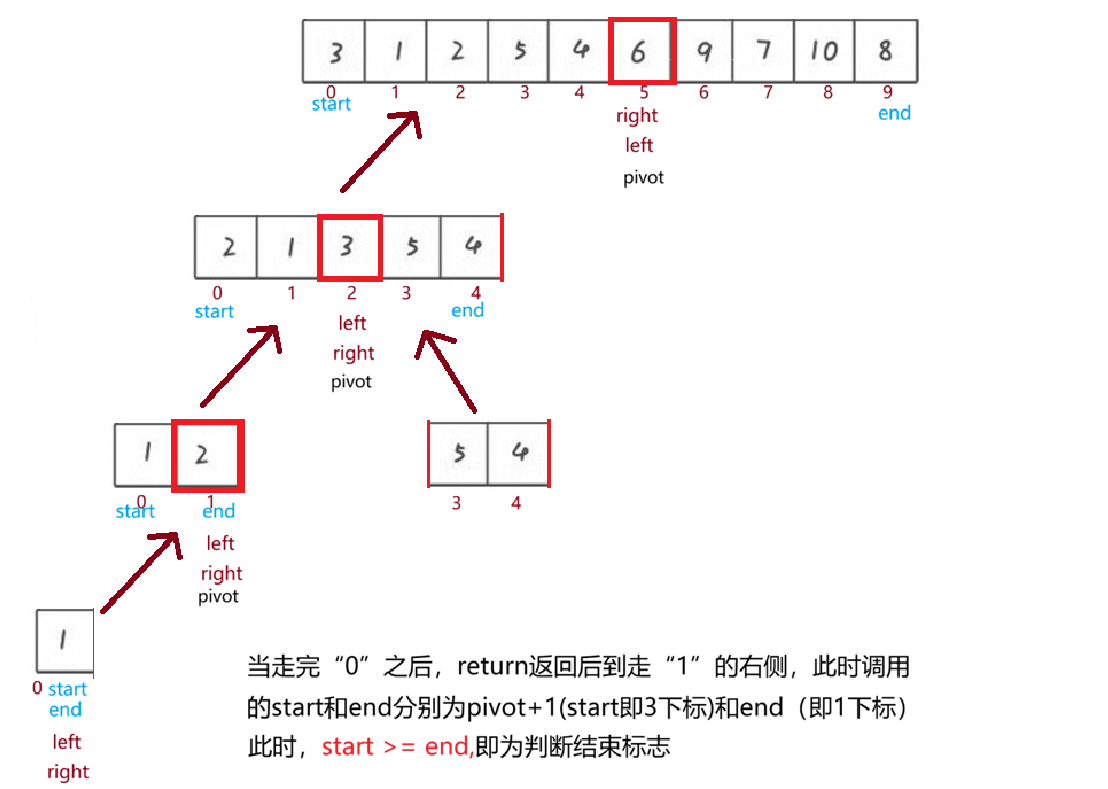 3 1 2 5 4 6 9 7 10 8
0 1 2 3 4 5 6 7 8 9
start right end
left
pivot
2 1 3 5 4
0 1 2 3 4
start left end
right
pivot
1 2 5 4
0 1 3 4
start end
left
right
pivot
1
0 start
end
left
right
当走完“0”之后，return返回后到走“1”的右侧，此时调用
的start和end分别为pivot+1(start即3下标)和end（即1下标）
此时，start >= end,即为判断结束标志